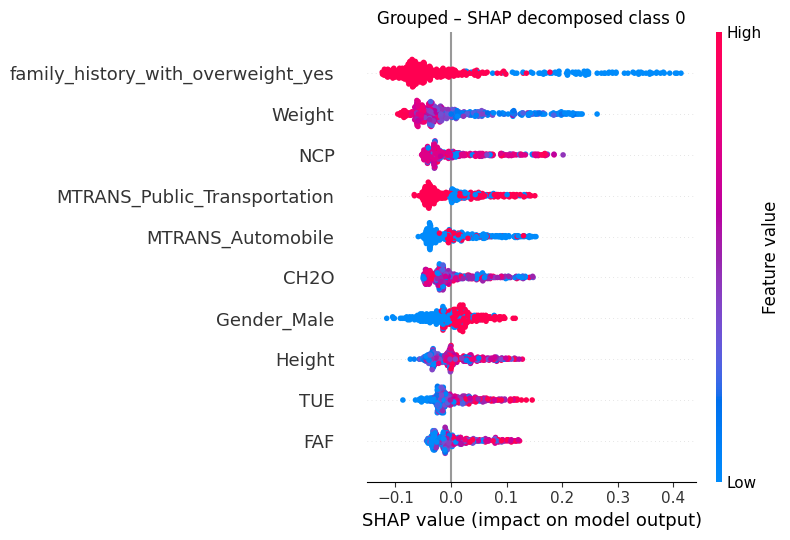 Grouped – SHAP decomposed class 0
High
family_history_with_overweight_yes
Weight
NCP
MTRANS_Public_Transportation
MTRANS_Automobile
CH2O
Gender_Male
Height
TUE
FAF
Feature value
Low
−0.1 0.0 0.1 0.2 0.3 0.4
SHAP value (impact on model output)